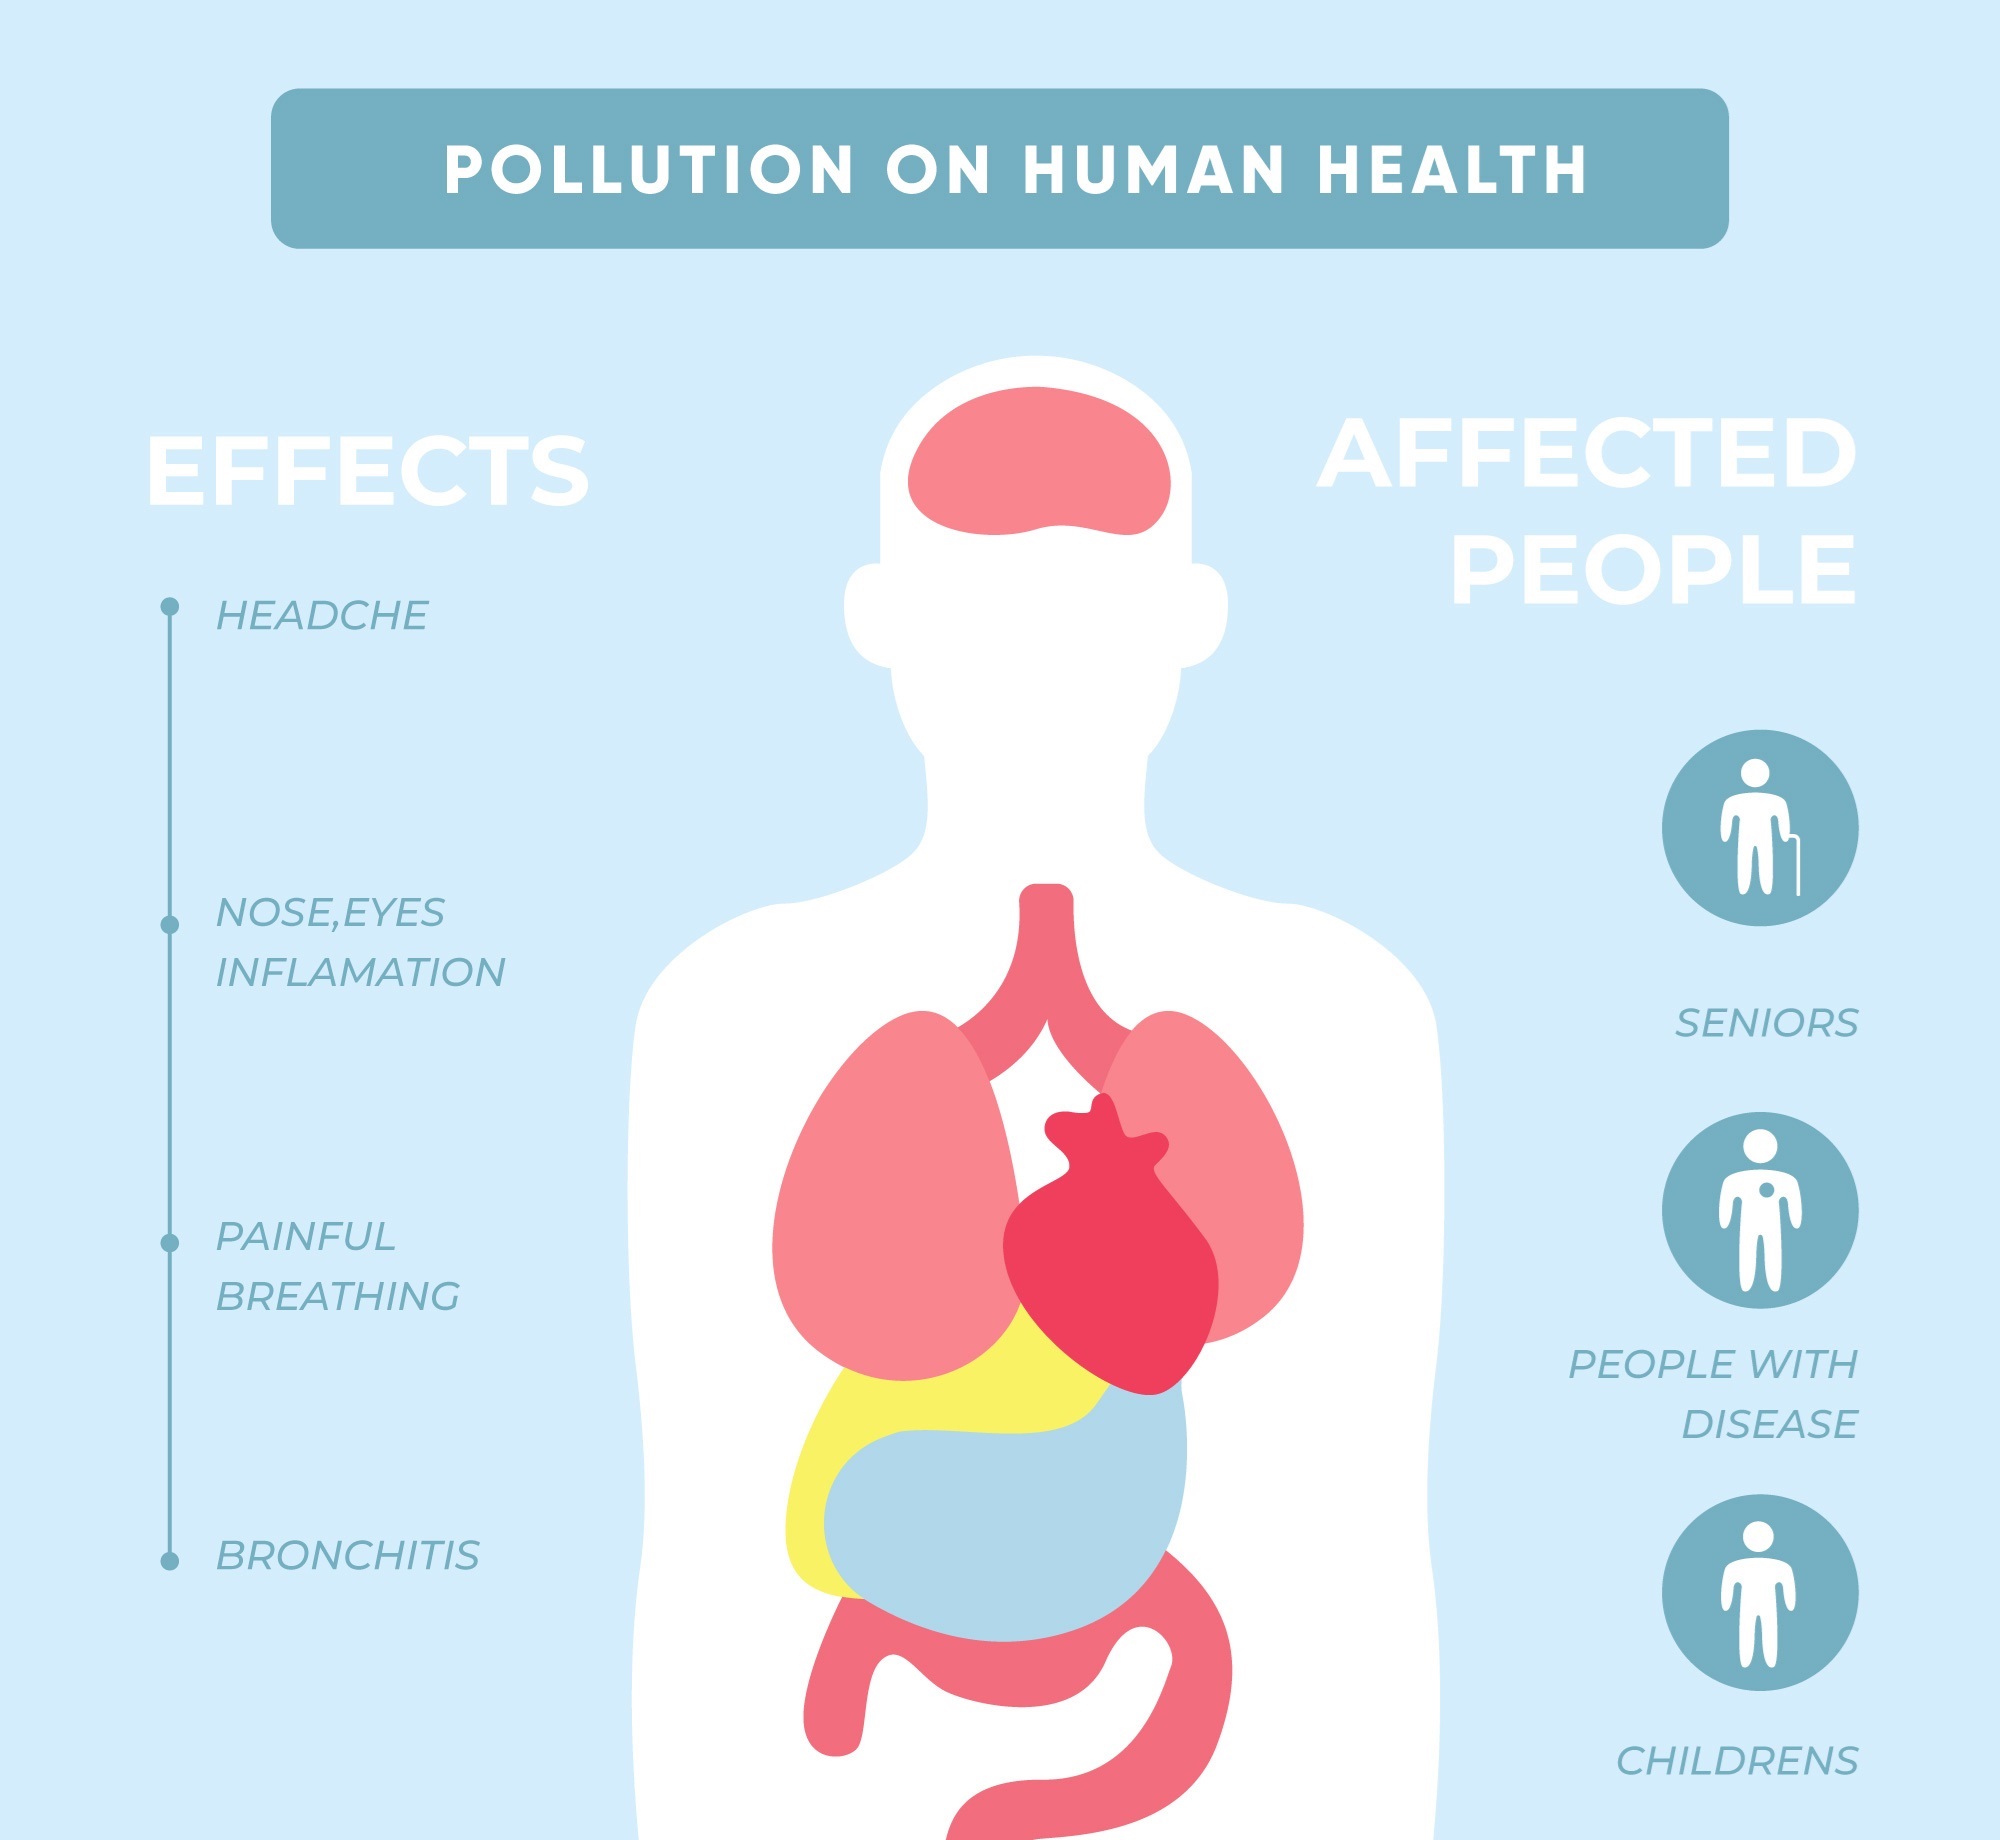 POLLUTION ON HUMAN HEALTH
EFFECTS
HEADCHE
NOSE,EYES
INFLAMATION
PAINFUL
BREATHING
BRONCHITIS
AFFECTED
PEOPLE
SENIORS
PEOPLE WITH
DISEASE
CHILDRENS